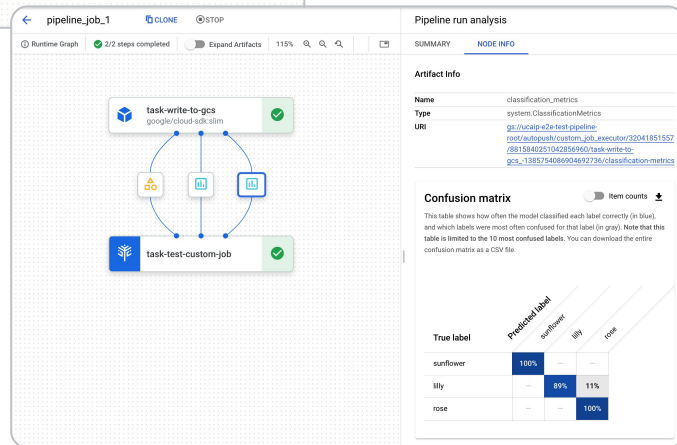 pipeline_job_1
CLONE
STOP
Runtime Graph
2/2 steps completed
Expand Artifacts
115%
task-write-to-gcs
google/cloud-sdk:slim
task-test-custom-job
Pipeline run analysis
SUMMARY
NODE INFO
Artifact Info
Name classification_metrics
Type system.ClassificationMetrics
URI gs://ucaip-e2e-test-pipeline-
root/autopush/custom_job_executor/32041851557
/8815840251042856960/task-write-to-
gcs_-1385754086904692736/classification-metrics
Confusion matrix
Item counts
This table shows how often the model classified each label correctly (in blue),
and which labels were most often confused for that label (in gray). Note that this
table is limited to the 10 most confused labels. You can download the entire
confusion matrix as a CSV file.
True label
Predicted label
sunflower
lilly
rose
sunflower 100% — —
lilly — 89% 11%
rose — — 100%